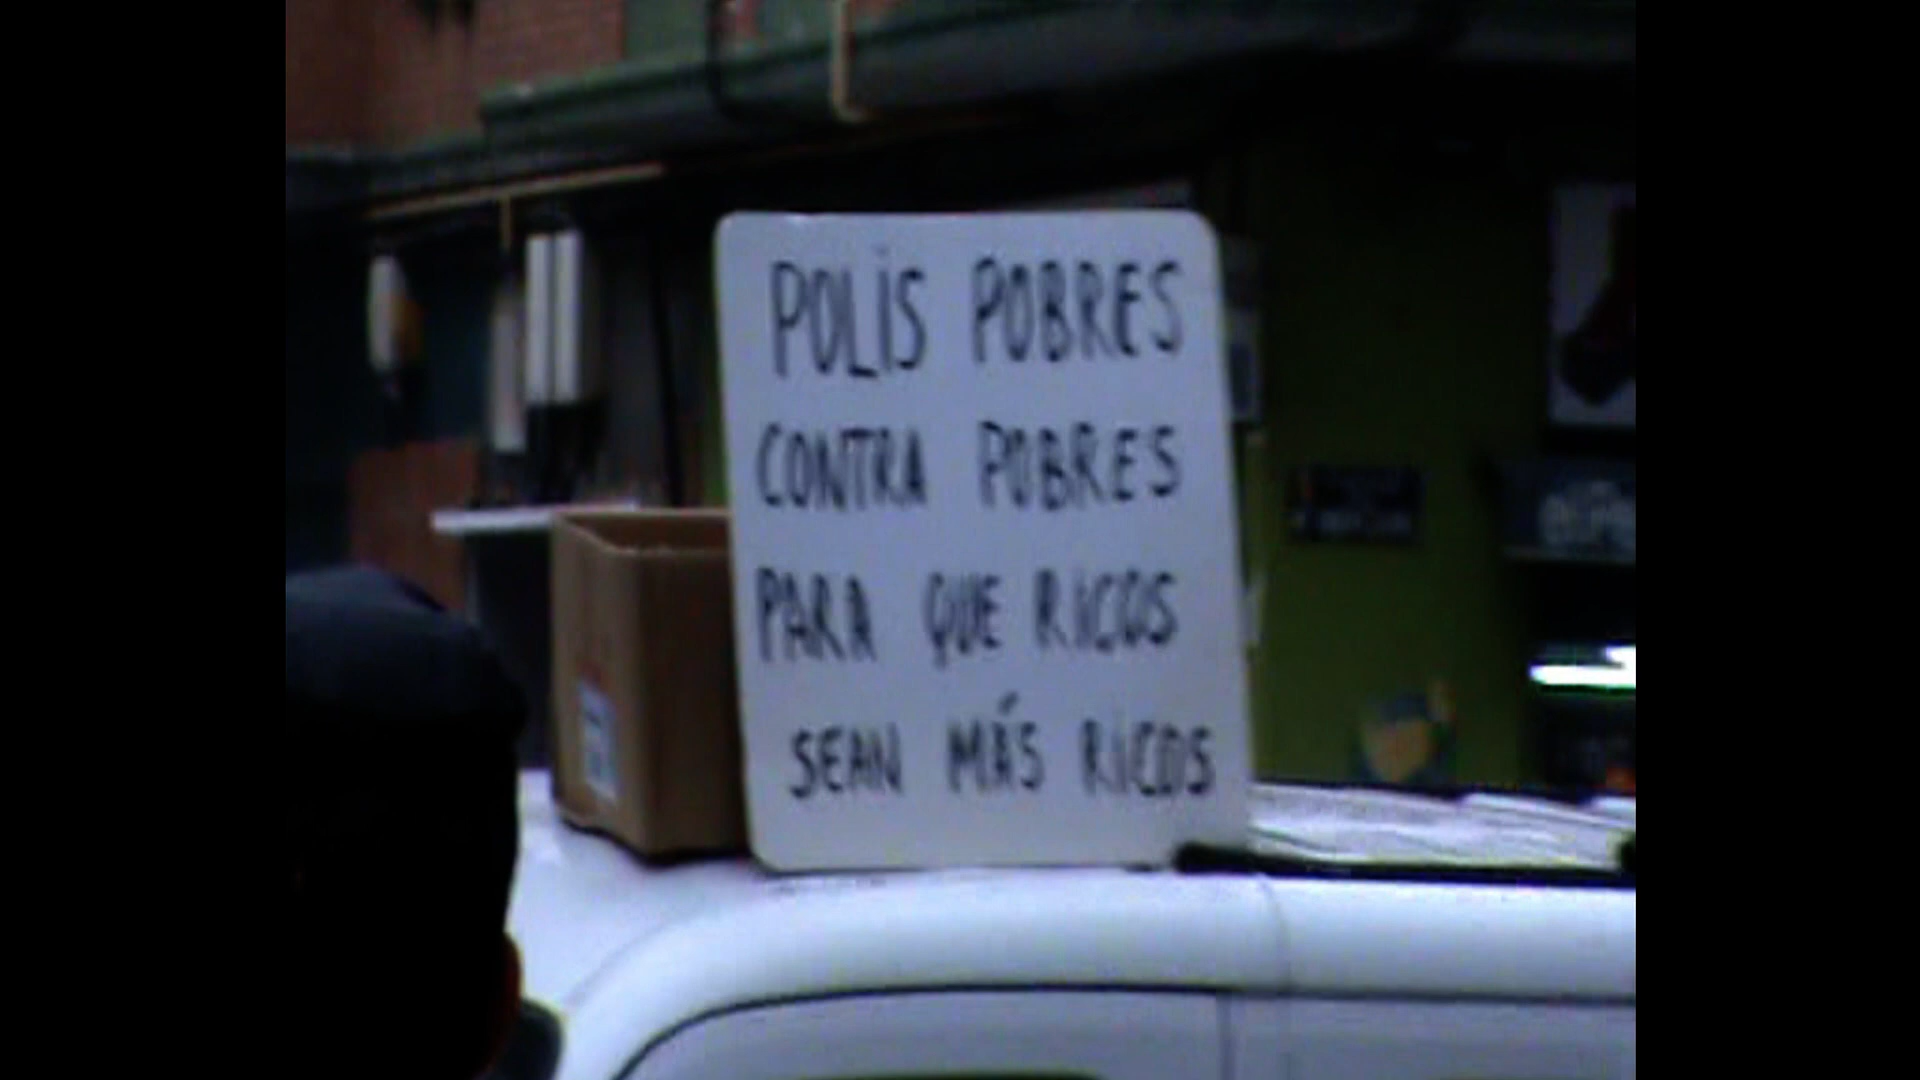 POLiS POBRES
CONTRA POBRES
PARA QUE RiCOS
SEAN MÁS RiCOS